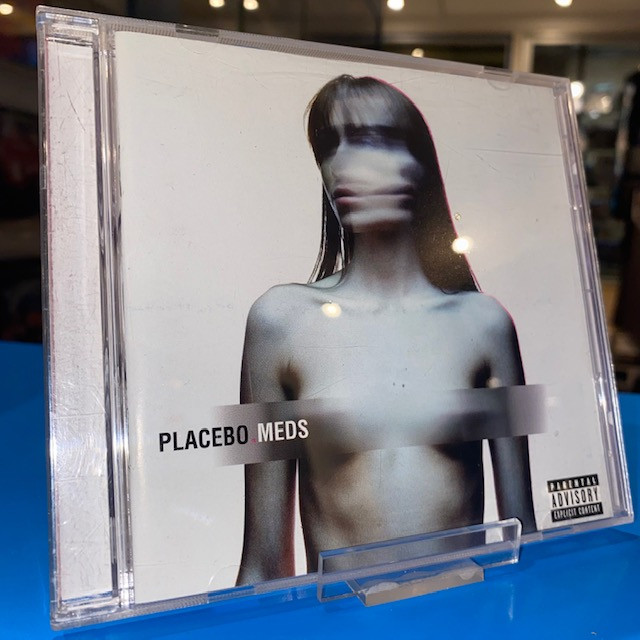 PLACEBO MEDS
PARENTAL
ADVISORY
EXPLICIT CONTENT